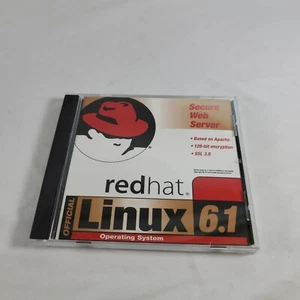 Secure
Web
Server
• Based on Apache
• 128-bit encryption
• SSL 3.0
redhat®
OFFICIAL
Linux 6.1
Operating System